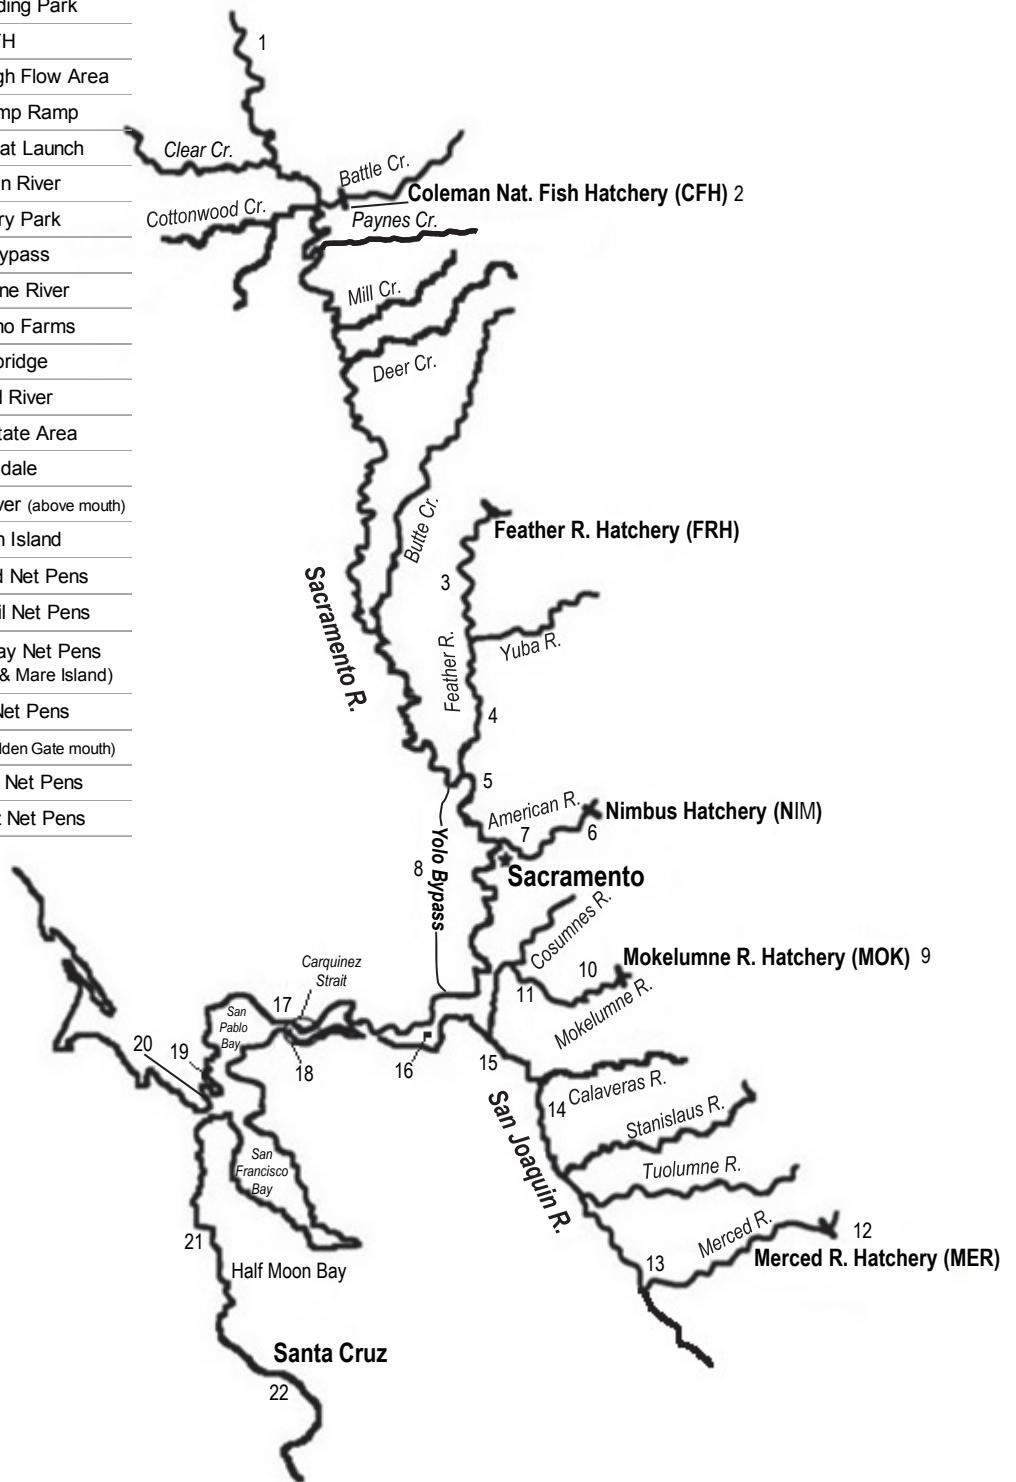 ding Park
FH
gh Flow Area
mp Ramp
at Launch
n River
ry Park
ypass
ne River
no Farms
bridge
d River
tate Area
dale
ver (above mouth)
n Island
d Net Pens
il Net Pens
ay Net Pens
& Mare Island)
Net Pens
lden Gate mouth)
Net Pens
t Net Pens
1
Clear Cr.
Battle Cr.
Coleman Nat. Fish Hatchery (CFH) 2
Cottonwood Cr.
Paynes Cr.
Mill Cr.
Deer Cr.
Butte Cr.
Feather R. Hatchery (FRH)
3
Sacramento R.
Feather R.
Yuba R.
4
5
American R.
Nimbus Hatchery (NIM)
7
6
8
Yolo Bypass
Sacramento
Cosumnes R.
Mokelumne R. Hatchery (MOK) 9
10
11
Mokelumne R.
Carquinez
Strait
17
San
Pablo
Bay
20
19
18
16
15
14
Calaveras R.
San Joaquin R.
Stanislaus R.
San
Francisco
Bay
Tuolumne R.
Merced R.
12
21
13
Merced R. Hatchery (MER)
Half Moon Bay
Santa Cruz
22